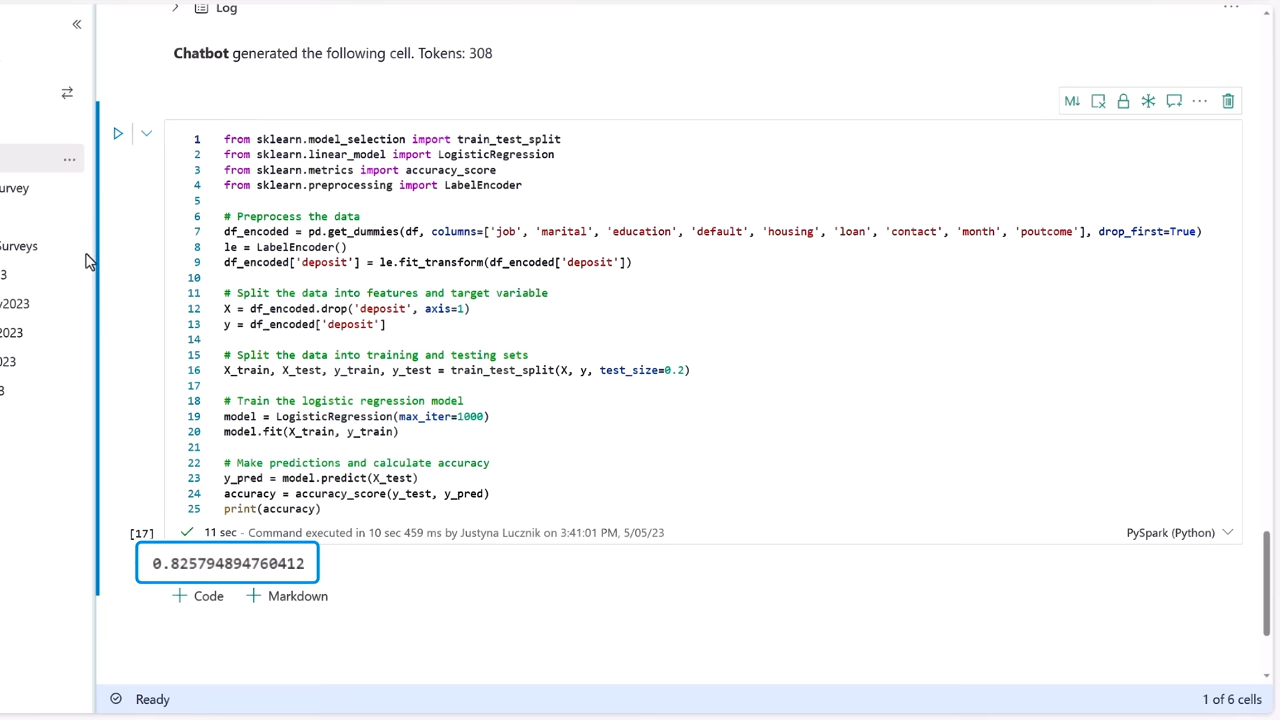 Log
Chatbot generated the following cell. Tokens: 308
urvey
Surveys
3
y2023
2023
023
3
1 from sklearn.model_selection import train_test_split
2 from sklearn.linear_model import LogisticRegression
3 from sklearn.metrics import accuracy_score
4 from sklearn.preprocessing import LabelEncoder
5
6 # Preprocess the data
7 df_encoded = pd.get_dummies(df, columns=['job', 'marital', 'education', 'default', 'housing', 'loan', 'contact', 'month', 'poutcome'], drop_first=True)
8 le = LabelEncoder()
9 df_encoded['deposit'] = le.fit_transform(df_encoded['deposit'])
10
11 # Split the data into features and target variable
12 X = df_encoded.drop('deposit', axis=1)
13 y = df_encoded['deposit']
14
15 # Split the data into training and testing sets
16 X_train, X_test, y_train, y_test = train_test_split(X, y, test_size=0.2)
17
18 # Train the logistic regression model
19 model = LogisticRegression(max_iter=1000)
20 model.fit(X_train, y_train)
21
22 # Make predictions and calculate accuracy
23 y_pred = model.predict(X_test)
24 accuracy = accuracy_score(y_test, y_pred)
25 print(accuracy)
[17] 11 sec - Command executed in 10 sec 459 ms by Justyna Lucznik on 3:41:01 PM, 5/05/23 PySpark (Python)
0.825794894760412
+ Code + Markdown
Ready 1 of 6 cells